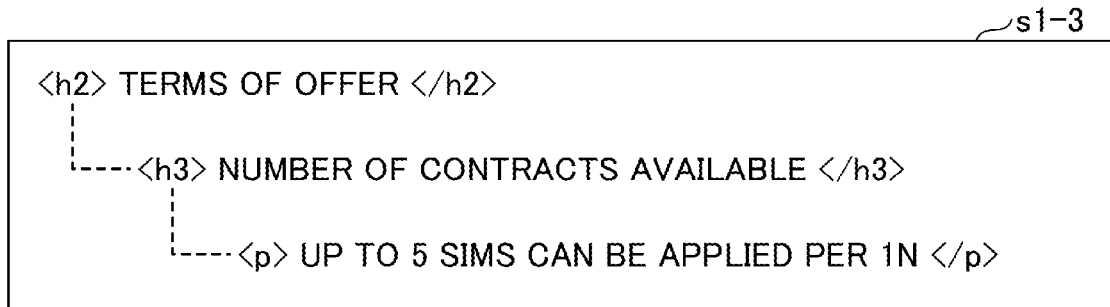 s1-3
<h2> TERMS OF OFFER </h2>
<h3> NUMBER OF CONTRACTS AVAILABLE </h3>
<p> UP TO 5 SIMS CAN BE APPLIED PER 1N </p>